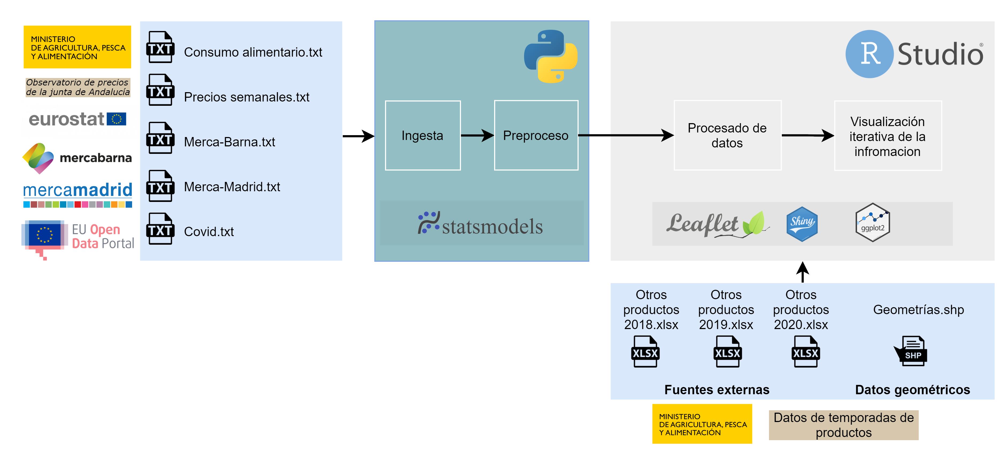 MINISTERIO
DE AGRICULTURA, PESCA
Y ALIMENTACIÓN
Observatorio de precios
de la junta de Andalucía
eurostat
mercabarna
mercamadrid
EU Open
Data Portal
TXT
Consumo alimentario.txt
TXT
Precios semanales.txt
TXT
Merca-Barna.txt
TXT
Merca-Madrid.txt
TXT
Covid.txt
Ingesta
Preproceso
statsmodels
R Studio®
Procesado de
datos
Visualización
iterativa de la
infromacion
Leaflet
Shiny
ggplot2
Otros
productos
2018.xlsx
XLSX
Otros
productos
2019.xlsx
XLSX
Otros
productos
2020.xlsx
XLSX
Geometrías.shp
SHP
Fuentes externas
Datos geométricos
MINISTERIO
DE AGRICULTURA, PESCA
Y ALIMENTACIÓN
Datos de temporadas de
productos